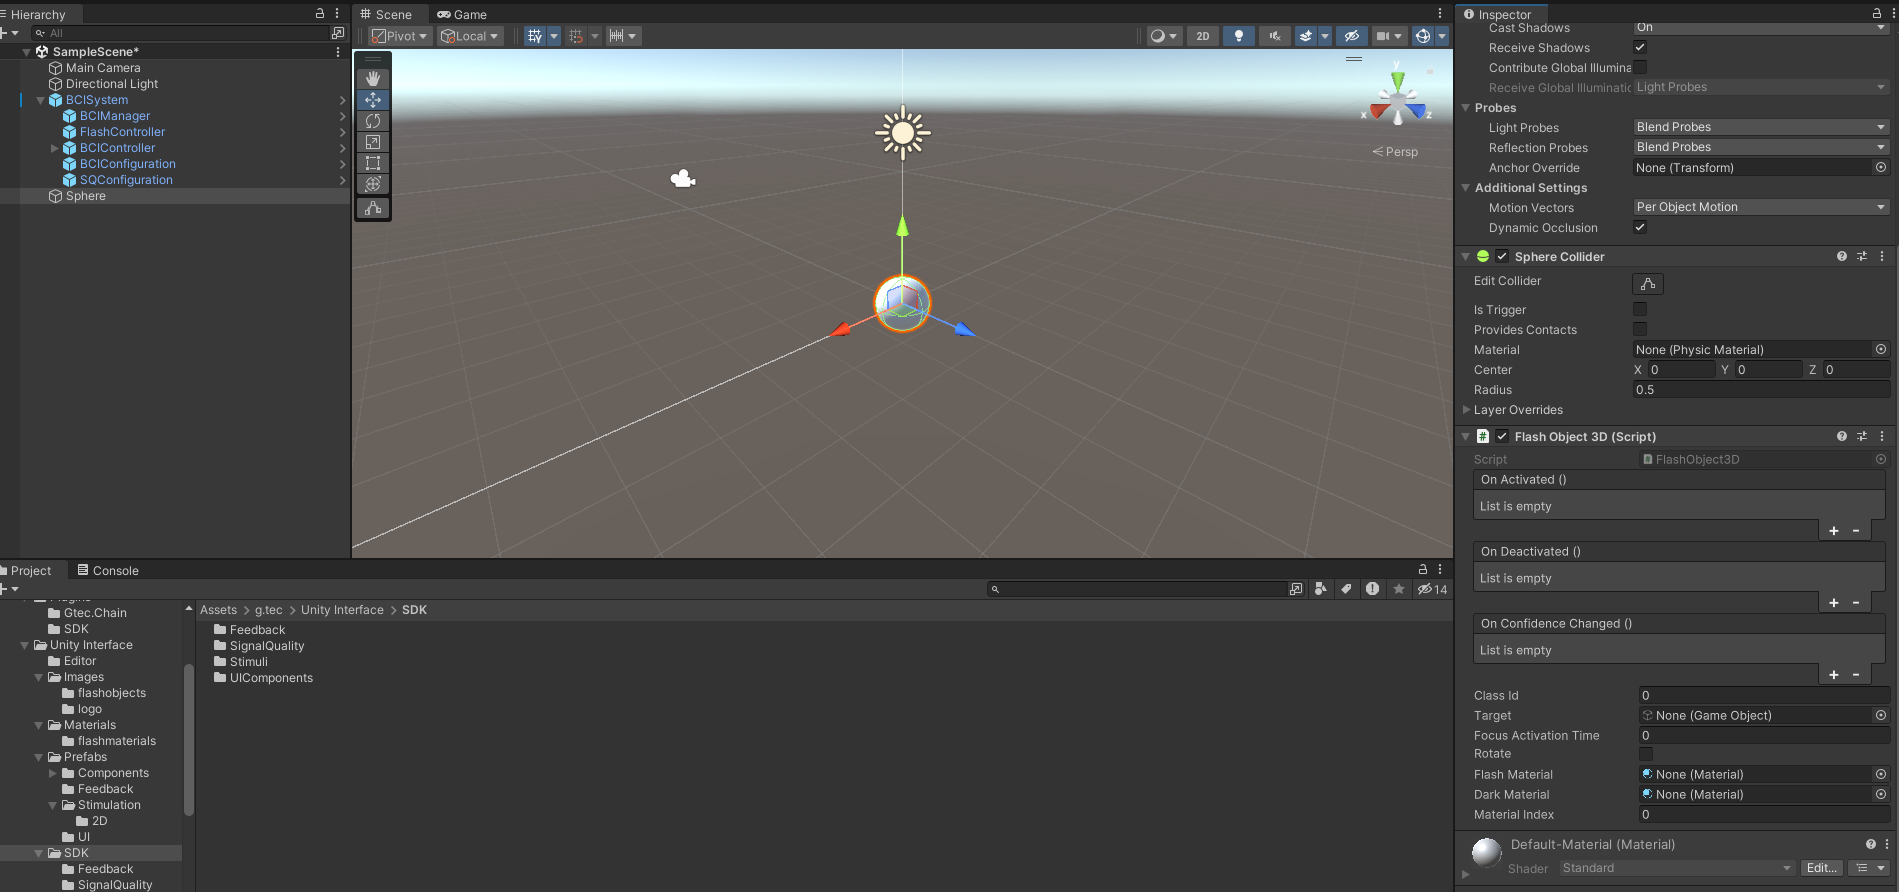 Hierarchy
All
SampleScene*
Main Camera
Directional Light
BCISystem
BCIManager
FlashController
BCIController
BCIConfiguration
SQConfiguration
Sphere
Scene
Game
Pivot
Local
2D
y
x
z
Persp
Project
Console
14
Gtec.Chain
SDK
Unity Interface
Editor
Images
flashobjects
logo
Materials
flashmaterials
Prefabs
Components
Feedback
Stimulation
2D
UI
SDK
Feedback
SignalQuality
Assets > g.tec > Unity Interface > SDK
Feedback
SignalQuality
Stimuli
UIComponents
Inspector
Cast Shadows On
Receive Shadows
Contribute Global Illumina
Receive Global Illuminatic Light Probes
Probes
Light Probes Blend Probes
Reflection Probes Blend Probes
Anchor Override None (Transform)
Additional Settings
Motion Vectors Per Object Motion
Dynamic Occlusion
Sphere Collider
Edit Collider
Is Trigger
Provides Contacts
Material None (Physic Material)
Center X 0 Y 0 Z 0
Radius 0.5
Layer Overrides
# Flash Object 3D (Script)
Script FlashObject3D
On Activated ()
List is empty
+ -
On Deactivated ()
List is empty
+ -
On Confidence Changed ()
List is empty
+ -
Class Id 0
Target None (Game Object)
Focus Activation Time 0
Rotate
Flash Material None (Material)
Dark Material None (Material)
Material Index 0
Default-Material (Material)
Shader Standard Edit...